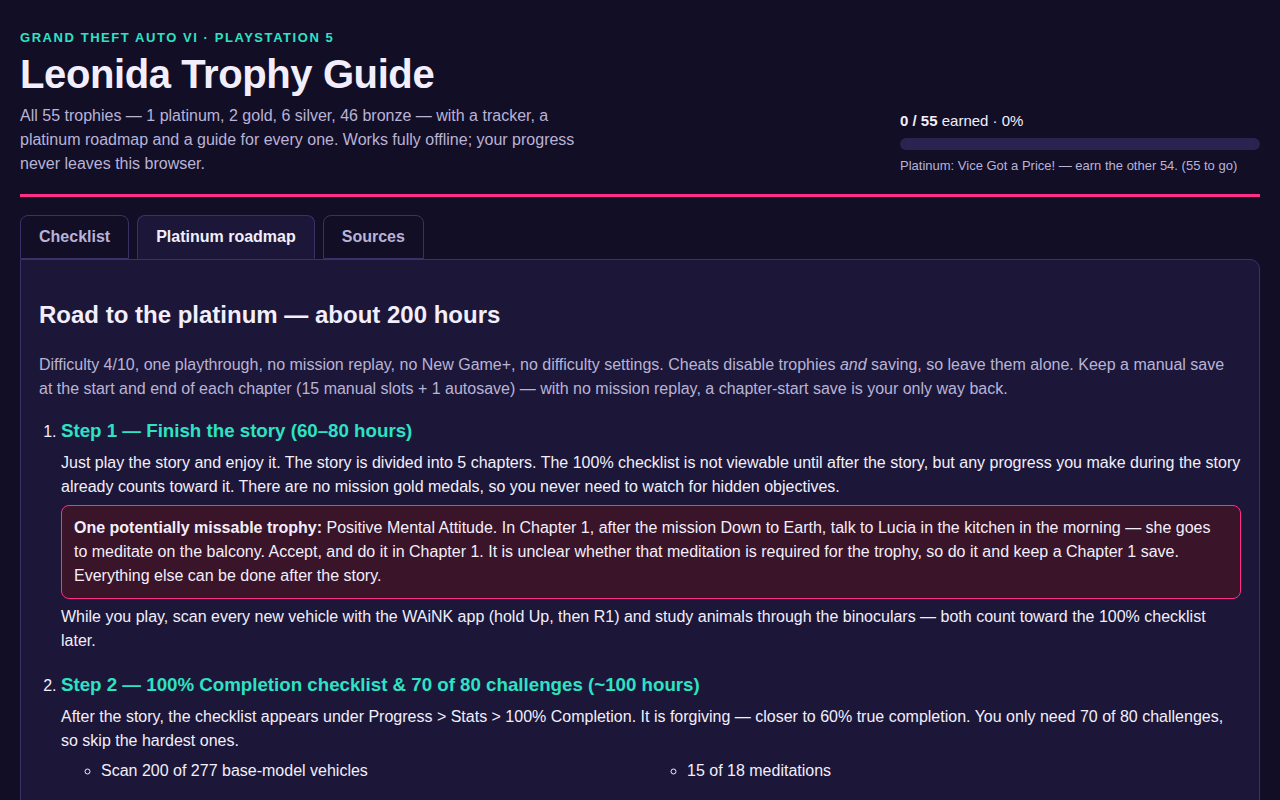 GRAND THEFT AUTO VI · PLAYSTATION 5
Leonida Trophy Guide
All 55 trophies — 1 platinum, 2 gold, 6 silver, 46 bronze — with a tracker, a
platinum roadmap and a guide for every one. Works fully offline; your progress
never leaves this browser.
0 / 55 earned · 0%
Platinum: Vice Got a Price! — earn the other 54. (55 to go)
Checklist
Platinum roadmap
Sources
Road to the platinum — about 200 hours
Difficulty 4/10, one playthrough, no mission replay, no New Game+, no difficulty settings. Cheats disable trophies and saving, so leave them alone. Keep a manual save
at the start and end of each chapter (15 manual slots + 1 autosave) — with no mission replay, a chapter-start save is your only way back.
1. Step 1 — Finish the story (60–80 hours)
Just play the story and enjoy it. The story is divided into 5 chapters. The 100% checklist is not viewable until after the story, but any progress you make during the story
already counts toward it. There are no mission gold medals, so you never need to watch for hidden objectives.
One potentially missable trophy: Positive Mental Attitude. In Chapter 1, after the mission Down to Earth, talk to Lucia in the kitchen in the morning — she goes
to meditate on the balcony. Accept, and do it in Chapter 1. It is unclear whether that meditation is required for the trophy, so do it and keep a Chapter 1 save.
Everything else can be done after the story.
While you play, scan every new vehicle with the WAiNK app (hold Up, then R1) and study animals through the binoculars — both count toward the 100% checklist
later.
2. Step 2 — 100% Completion checklist & 70 of 80 challenges (~100 hours)
After the story, the checklist appears under Progress > Stats > 100% Completion. It is forgiving — closer to 60% true completion. You only need 70 of 80 challenges,
so skip the hardest ones.
Scan 200 of 277 base-model vehicles
15 of 18 meditations